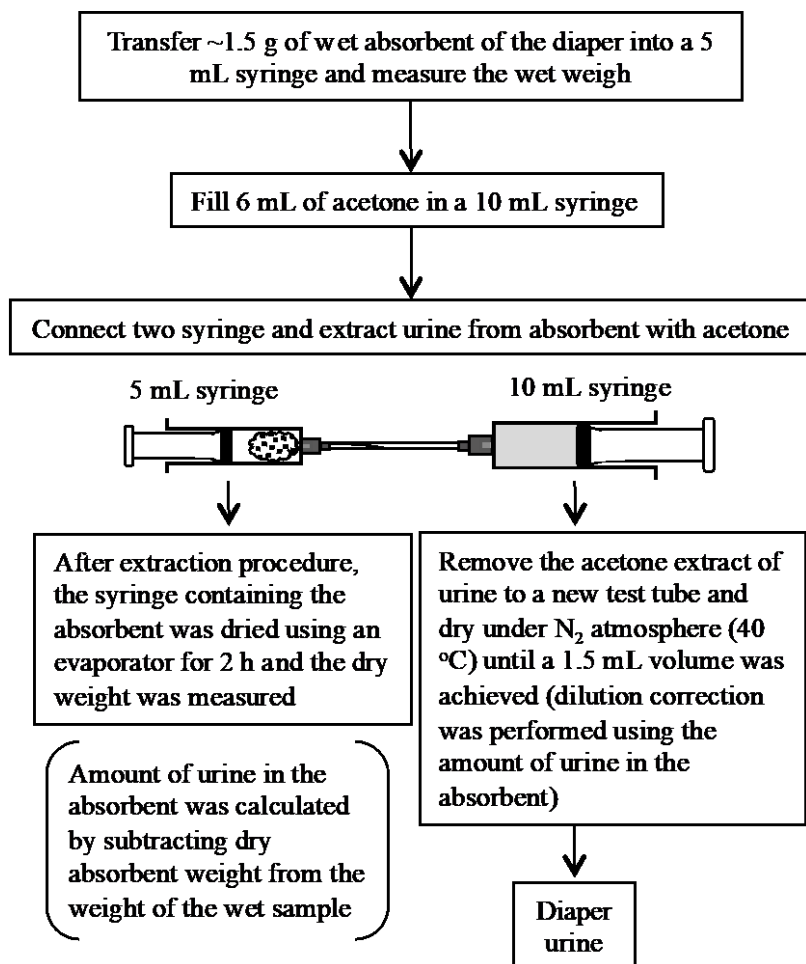 Transfer ~1.5 g of wet absorbent of the diaper into a 5
mL syringe and measure the wet weigh
Fill 6 mL of acetone in a 10 mL syringe
Connect two syringe and extract urine from absorbent with acetone
5 mL syringe
10 mL syringe
After extraction procedure,
the syringe containing the
absorbent was dried using an
evaporator for 2 h and the dry
weight was measured
Amount of urine in the
absorbent was calculated
by subtracting dry
absorbent weight from the
weight of the wet sample
Remove the acetone extract of
urine to a new test tube and
dry under N₂ atmosphere (40
°C) until a 1.5 mL volume was
achieved (dilution correction
was performed using the
amount of urine in the
absorbent)
Diaper
urine